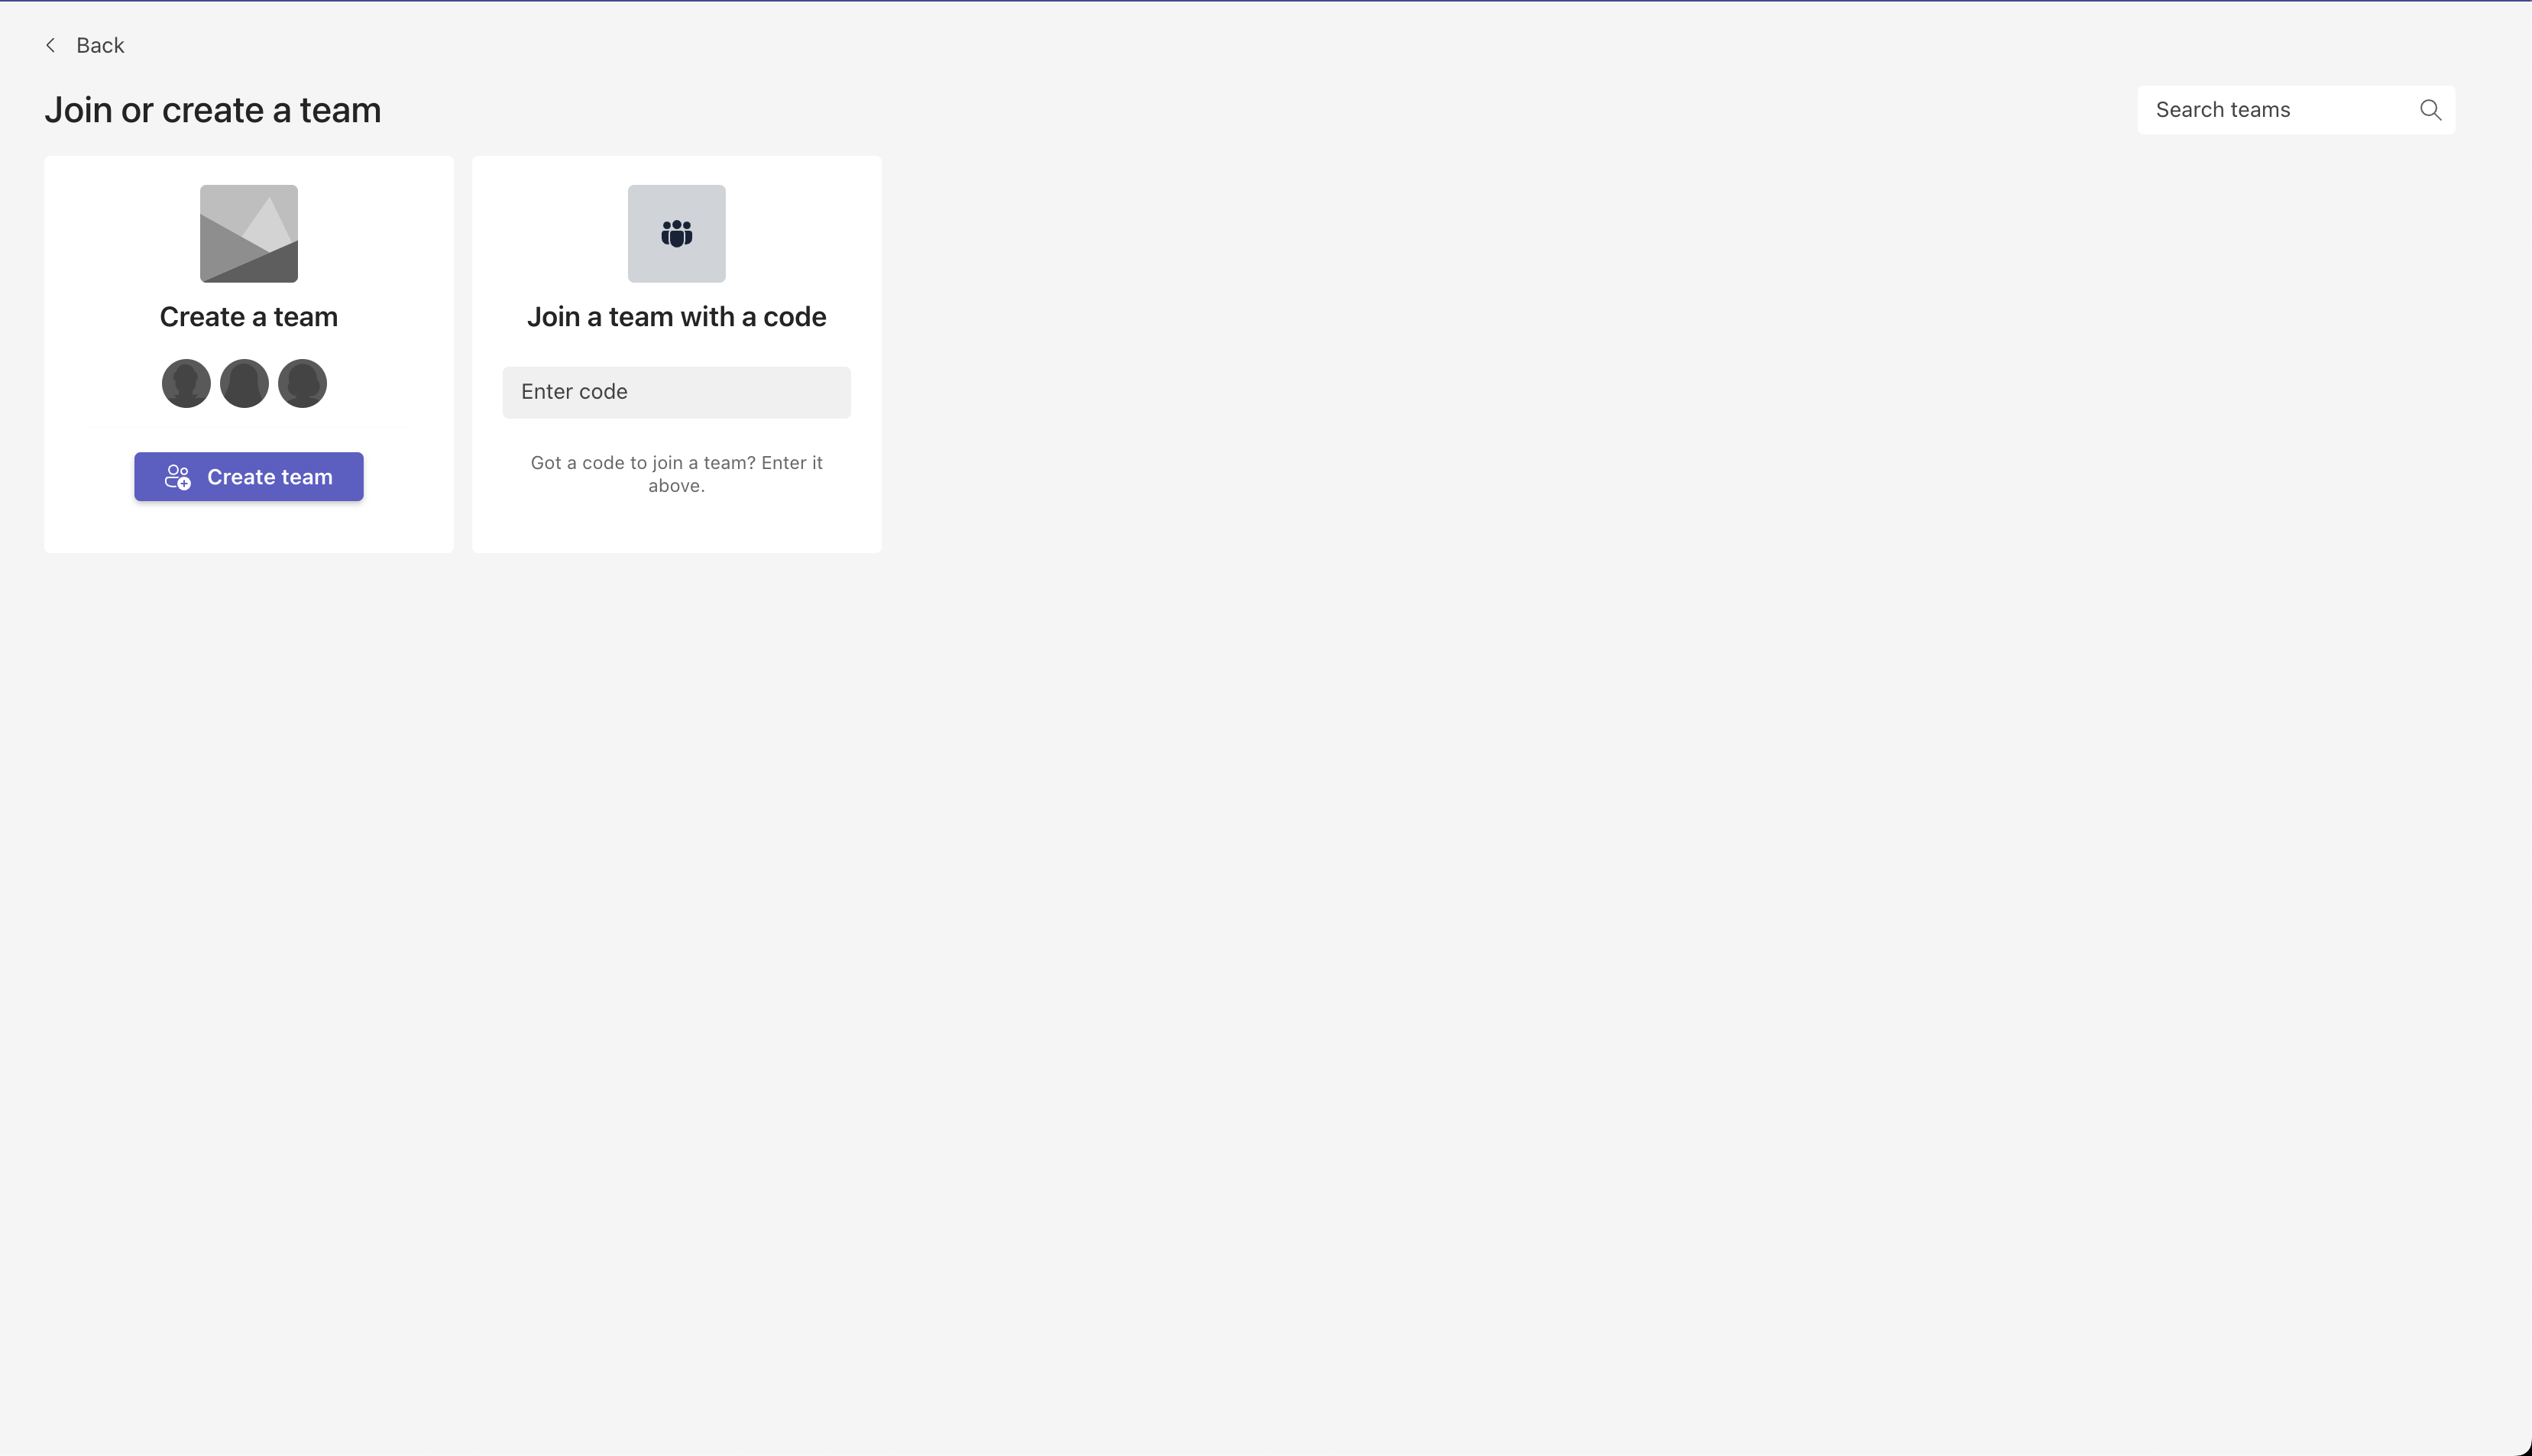 Back
Join or create a team
Search teams
Create a team
Create team
Join a team with a code
Enter code
Got a code to join a team? Enter it
above.